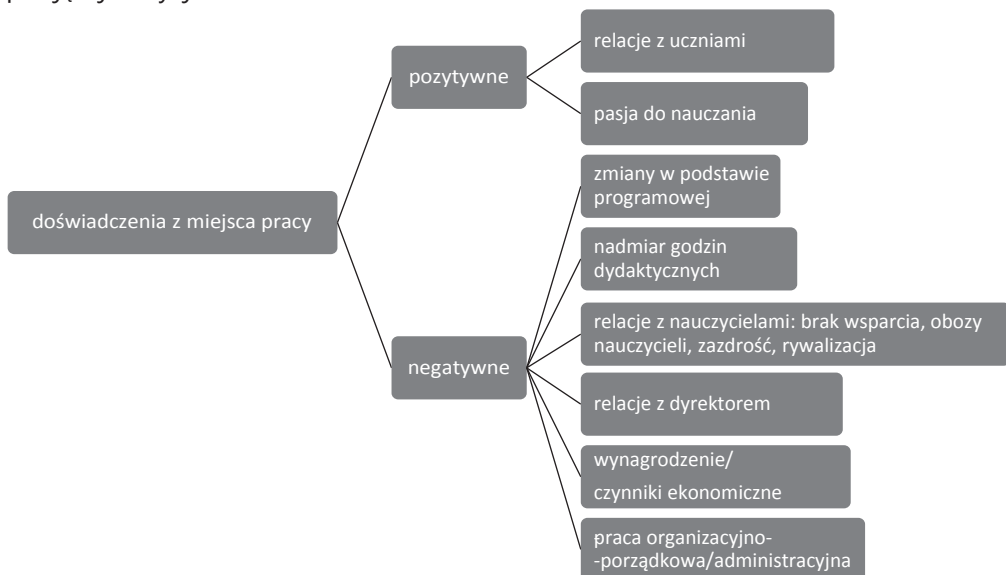 relacje z uczniami
pozytywne
pasja do nauczania
zmiany w podstawie
programowej
doświadczenia z miejsca pracy
nadmiar godzin
dydaktycznych
relacje z nauczycielami: brak wsparcia, obozy
nauczycieli, zazdrość, rywalizacja
negatywne
relacje z dyrektorem
wynagrodzenie/
czynniki ekonomiczne
praca organizacyjno-
-porządkowa/administracyjna